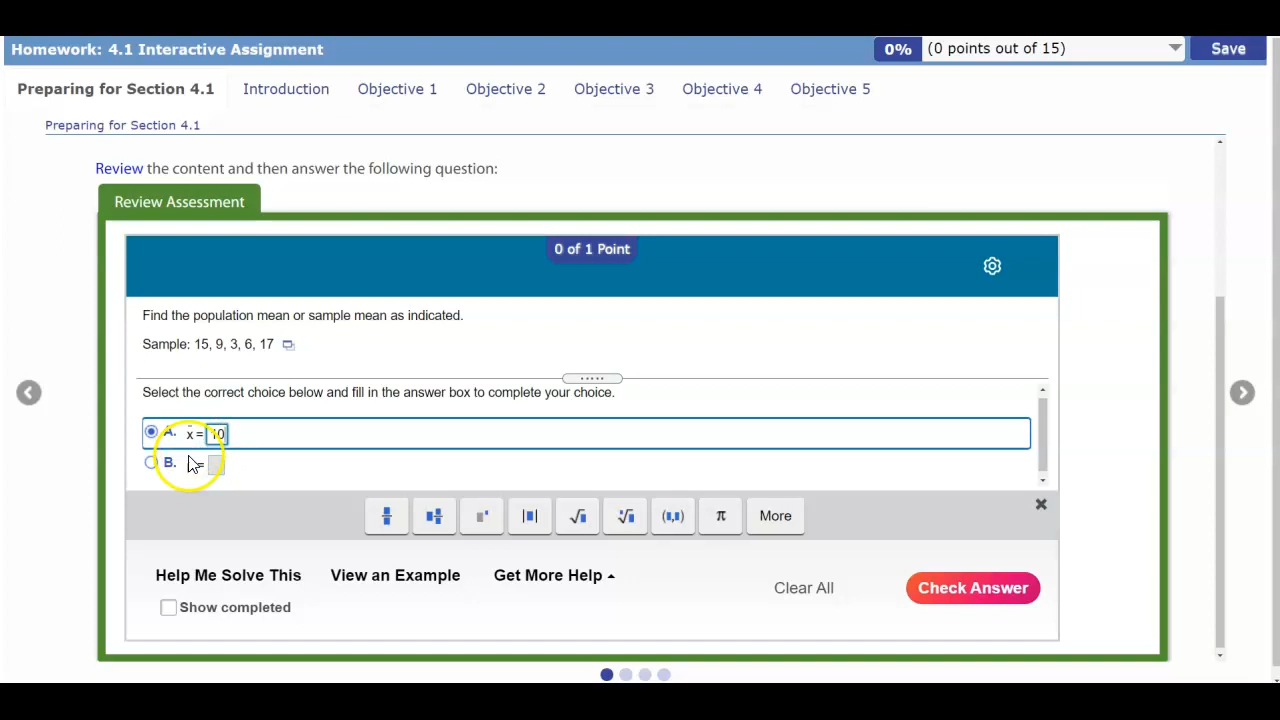 Homework: 4.1 Interactive Assignment 0% (0 points out of 15) Save
Preparing for Section 4.1 Introduction Objective 1 Objective 2 Objective 3 Objective 4 Objective 5
Preparing for Section 4.1
Review the content and then answer the following question:
Review Assessment
0 of 1 Point
Find the population mean or sample mean as indicated.
Sample: 15, 9, 3, 6, 17
Select the correct choice below and fill in the answer box to complete your choice.
A. x̄ = 10
B. =
π More
Help Me Solve This View an Example Get More Help Clear All Check Answer
Show completed